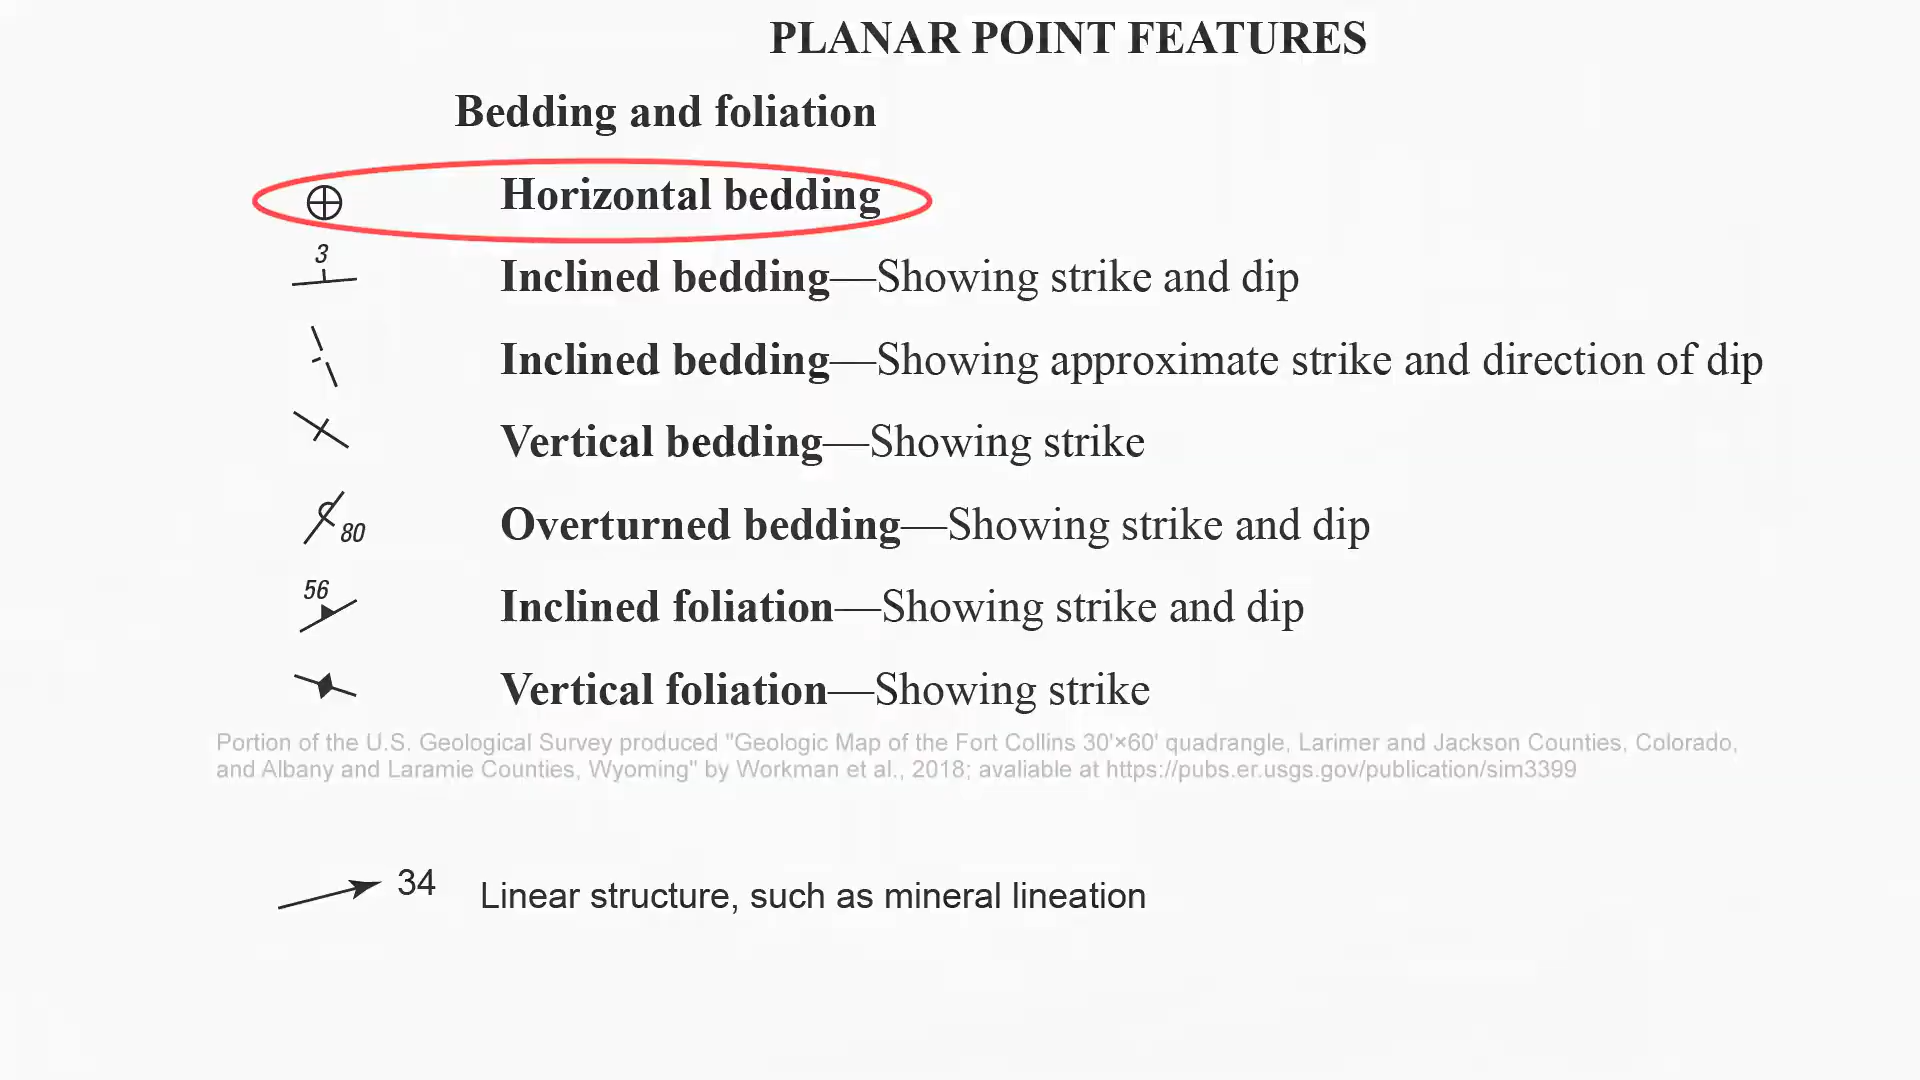 PLANAR POINT FEATURES
Bedding and foliation
Horizontal bedding
3
Inclined bedding—Showing strike and dip
Inclined bedding—Showing approximate strike and direction of dip
Vertical bedding—Showing strike
80
Overturned bedding—Showing strike and dip
56
Inclined foliation—Showing strike and dip
Vertical foliation—Showing strike
Portion of the U.S. Geological Survey produced "Geologic Map of the Fort Collins 30'×60' quadrangle, Larimer and Jackson Counties, Colorado,
and Albany and Laramie Counties, Wyoming" by Workman et al., 2018; avaliable at https://pubs.er.usgs.gov/publication/sim3399
34
Linear structure, such as mineral lineation